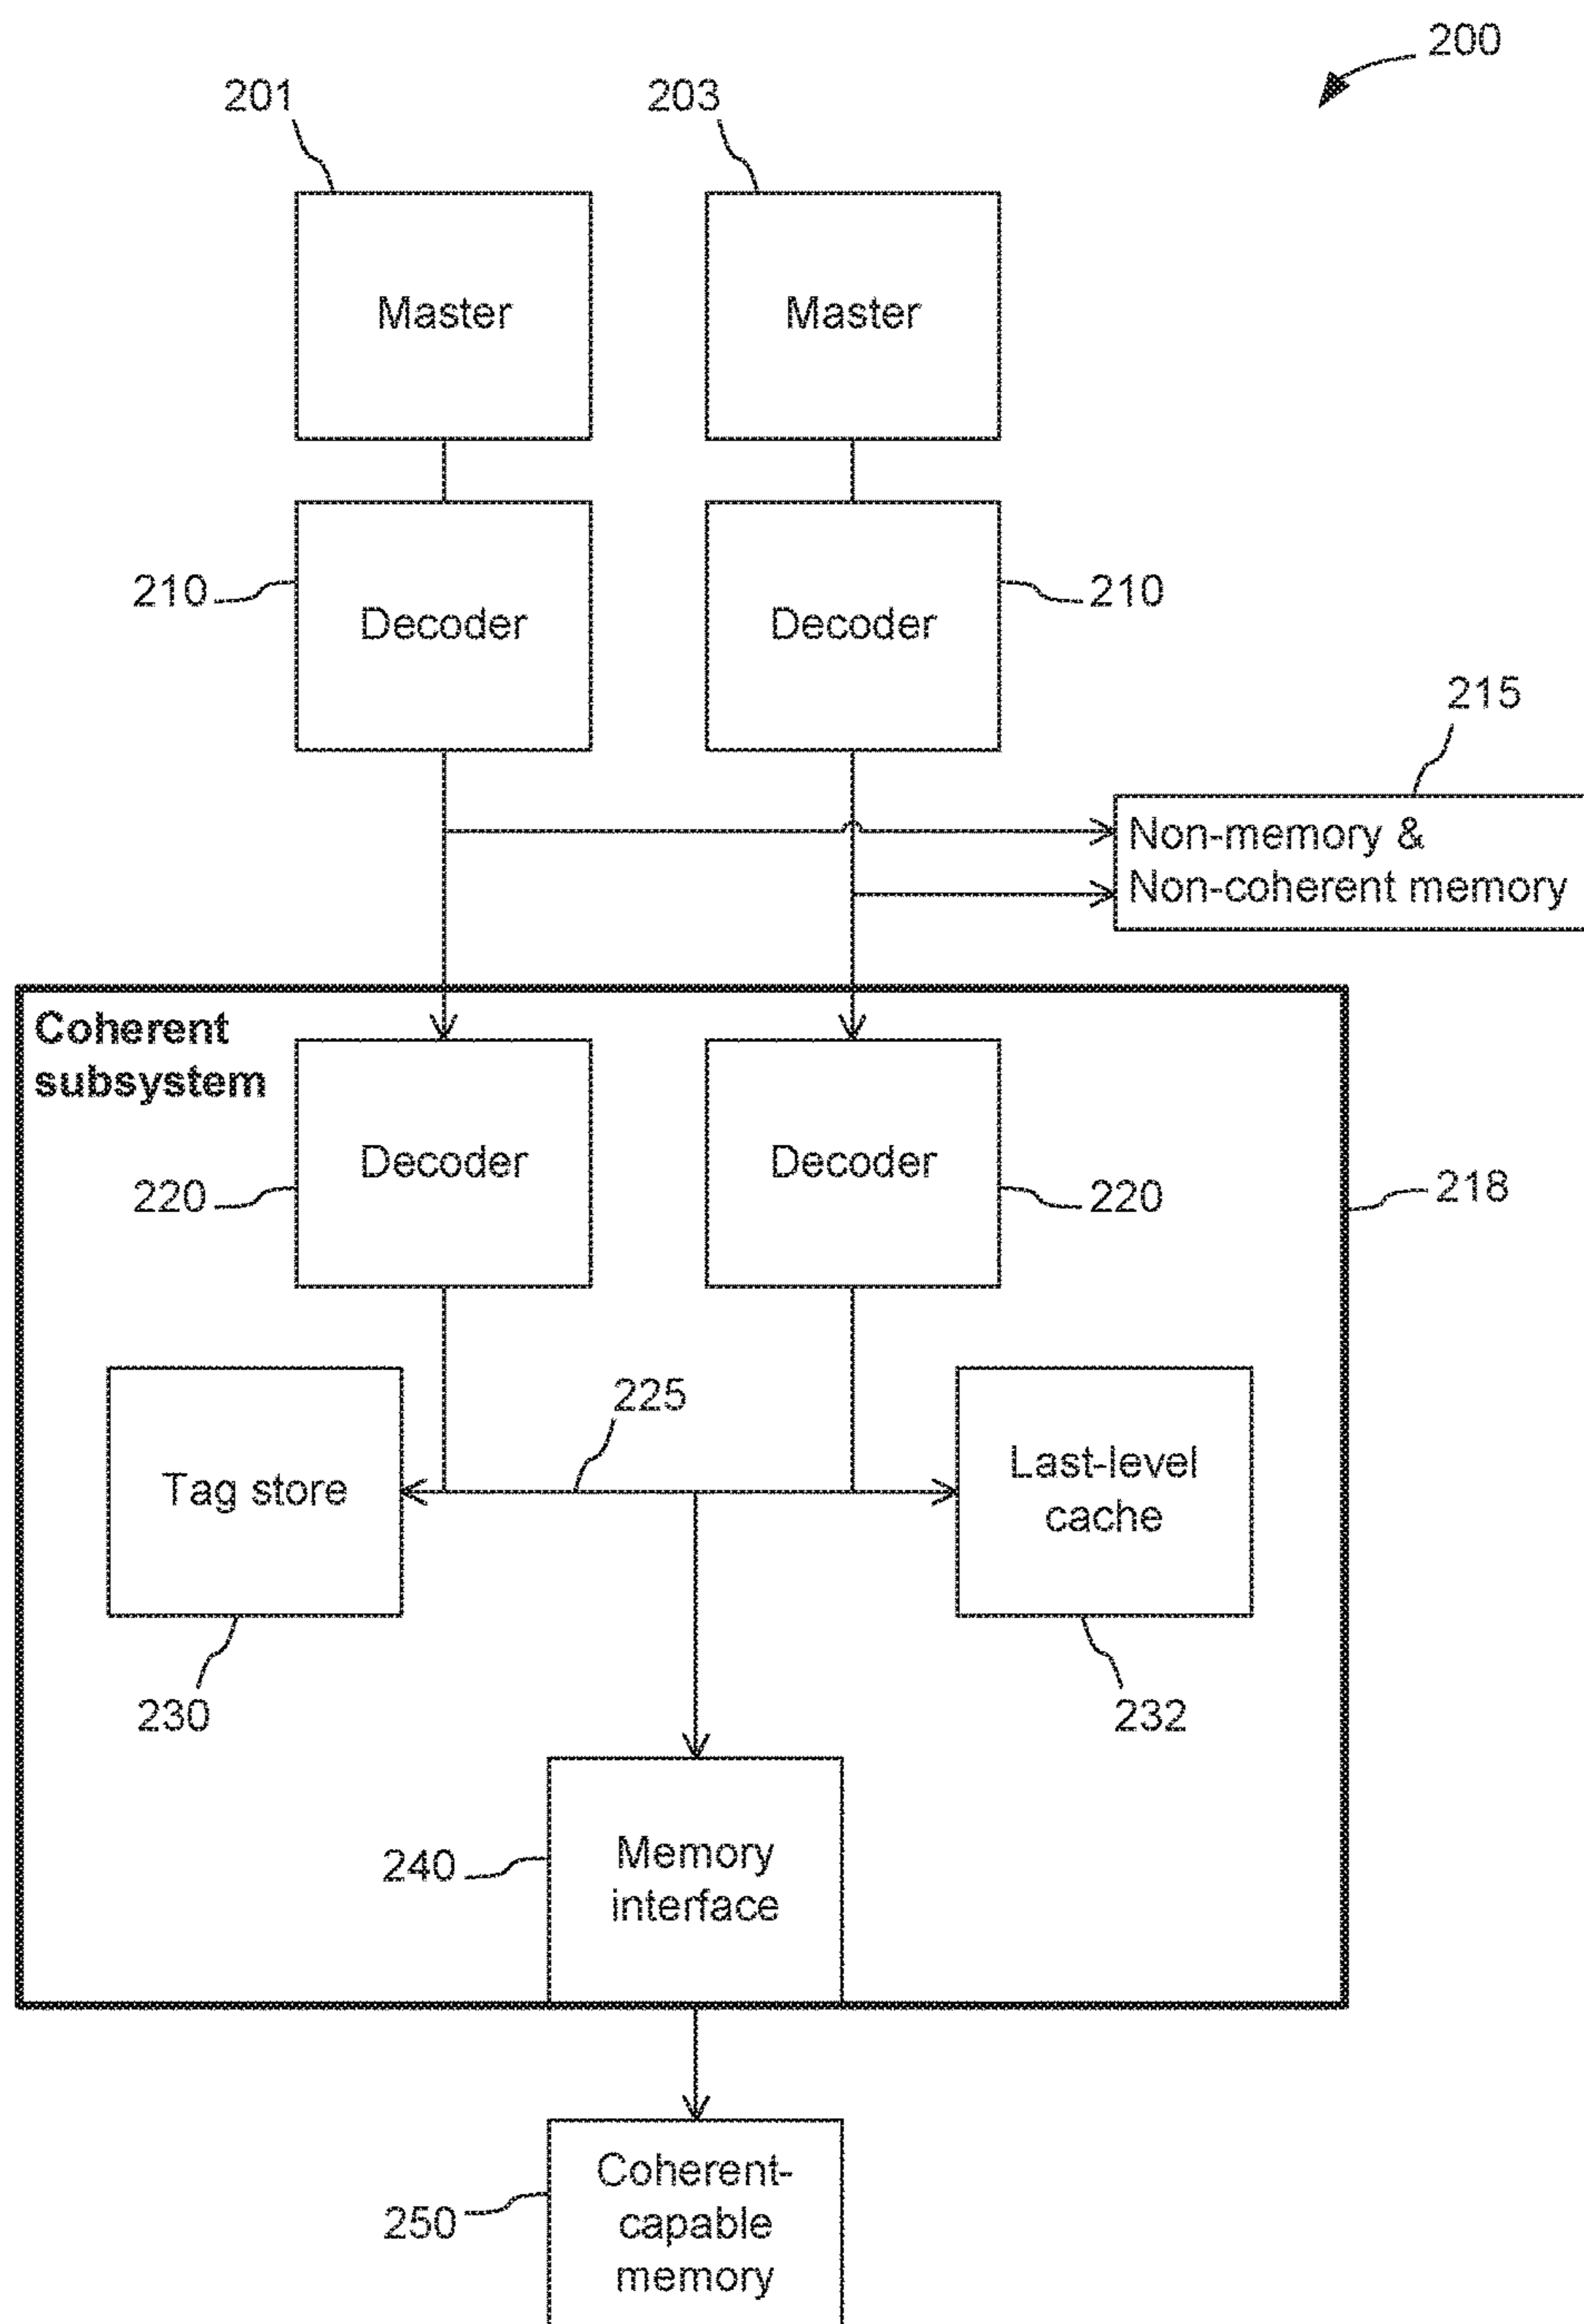 200
201
203
Master
Master
210
Decoder
Decoder
210
215
Non-memory &
Non-coherent memory
Coherent
subsystem
Decoder
Decoder
220
220
218
225
Tag store
Last-level
cache
230
232
240
Memory
interface
250
Coherent-
capable
memory